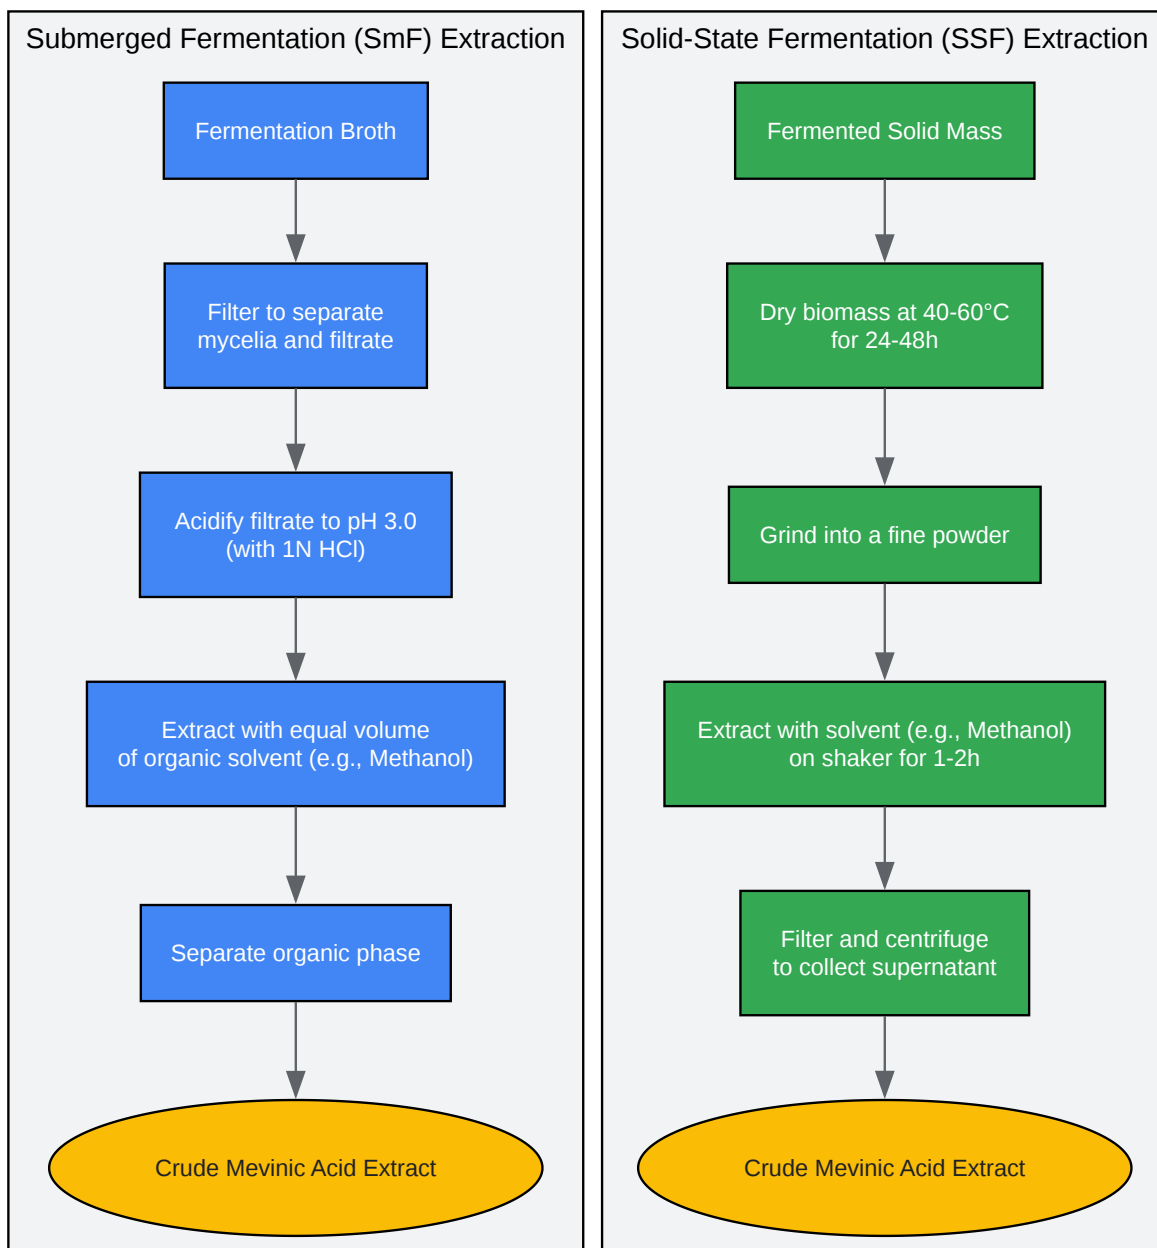 Submerged Fermentation (SmF) Extraction
Fermentation Broth
Filter to separate
mycelia and filtrate
Acidify filtrate to pH 3.0
(with 1N HCl)
Extract with equal volume
of organic solvent (e.g., Methanol)
Separate organic phase
Crude Mevinic Acid Extract
Solid-State Fermentation (SSF) Extraction
Fermented Solid Mass
Dry biomass at 40-60°C
for 24-48h
Grind into a fine powder
Extract with solvent (e.g., Methanol)
on shaker for 1-2h
Filter and centrifuge
to collect supernatant
Crude Mevinic Acid Extract